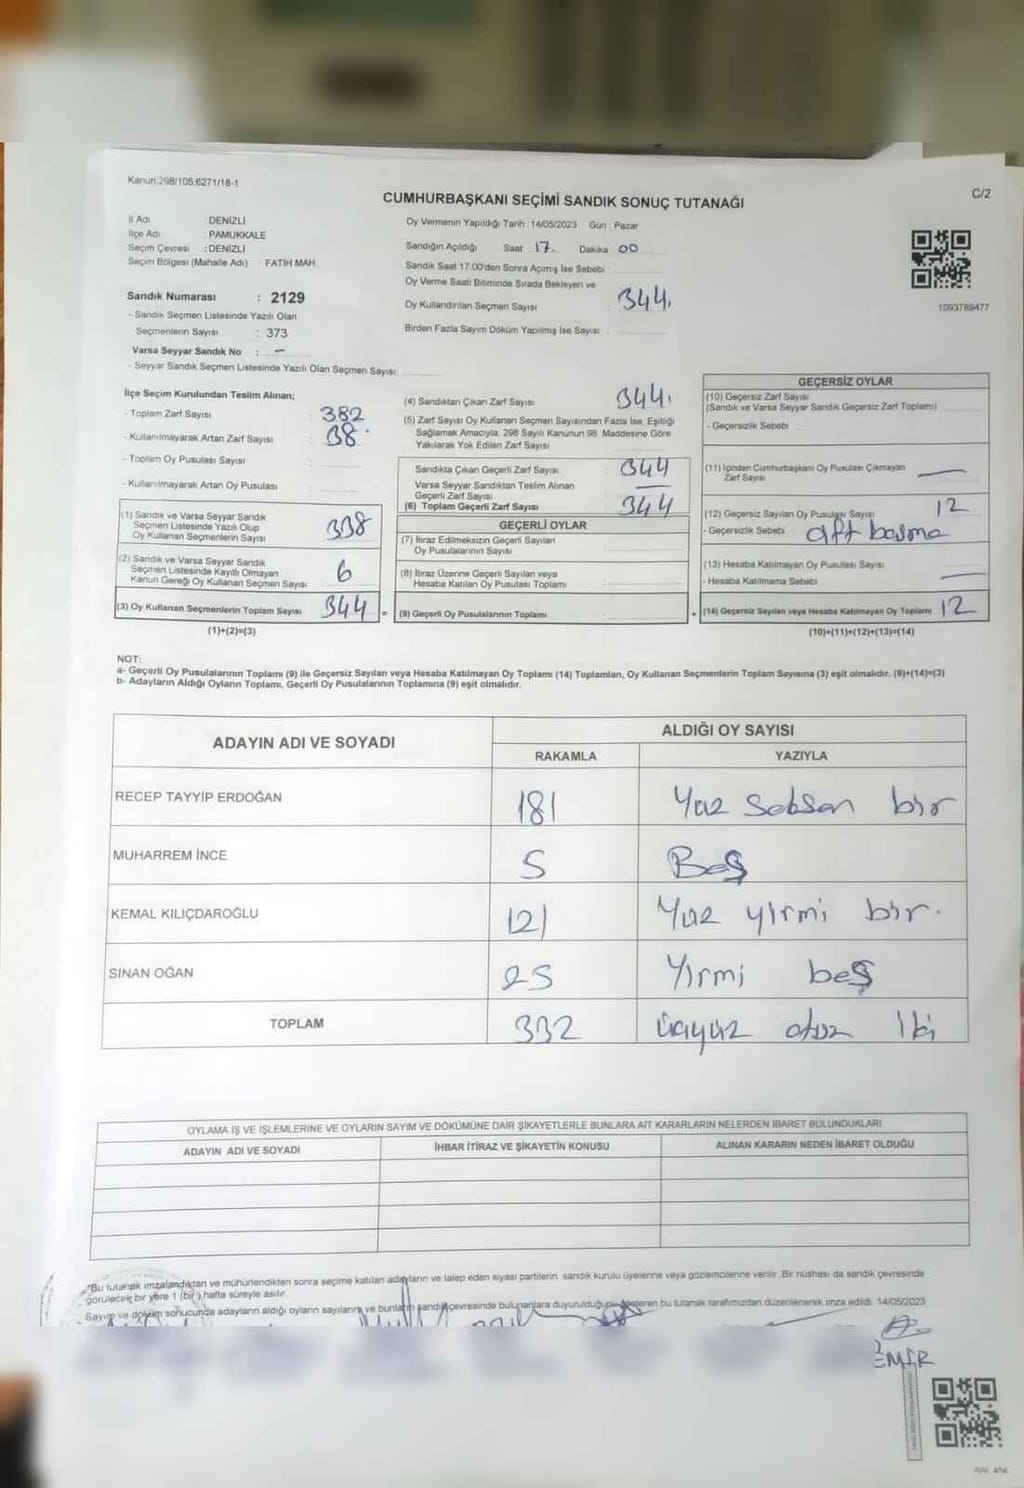 Kanun:298/105,6271/18-1
C/2
CUMHURBAŞKANI SEÇİMİ SANDIK SONUÇ TUTANAĞI
İl Adı : DENİZLİ
İlçe Adı : PAMUKKALE
Seçim Çevresi : DENİZLİ
Seçim Bölgesi (Mahalle Adı) : FATİH MAH.
Sandık Numarası : 2129
- Sandık Seçmen Listesinde Yazılı Olan
Seçmenlerin Sayısı : 373
Varsa Seyyar Sandık No : -
- Seyyar Sandık Seçmen Listesinde Yazılı Olan Seçmen Sayısı
Oy Vermenin Yapıldığı Tarih : 14/05/2023 Gün : Pazar
Sandığın Açıldığı Saat : 17. Dakika 00
Sandık Saat 17:00'den Sonra Açımış İse Sebebi
Oy Verme Saati Bitiminde Sırada Bekleyen ve
Oy Kullandırılan Seçmen Sayısı 344.
Birden Fazla Sayım Döküm Yapılmış İse Sayısı :
1093789477
İlçe Seçim Kurulundan Teslim Alınan;
- Toplam Zarf Sayısı 382
- Kullanılmayarak Artan Zarf Sayısı 38.
- Toplam Oy Pusulası Sayısı
- Kullanılmayarak Artan Oy Pusulası
(1) Sandık ve Varsa Seyyar Sandık
Seçmen Listesinde Yazılı Olup
Oy Kullanan Seçmenlerin Sayısı 338
(2) Sandık ve Varsa Seyyar Sandık
Seçmen Listesinde Kayıtlı Olmayan
Kanun Gereği Oy Kullanan Seçmen Sayısı 6
(3) Oy Kullanan Seçmenlerin Toplam Sayısı 344 =
(1)+(2)=(3)
(4) Sandıktan Çıkan Zarf Sayısı 344.
(5) Zarf Sayısı Oy Kullanan Seçmen Sayısından Fazla İse, Eşitliği
Sağlamak Amacıyla; 298 Sayılı Kanunun 98. Maddesine Göre
Yakılarak Yok Edilen Zarf Sayısı
Sandıkta Çıkan Geçerli Zarf Sayısı 344
Varsa Seyyar Sandıktan Teslim Alınan
Geçerli Zarf Sayısı —
(6) Toplam Geçerli Zarf Sayısı 344
GEÇERLİ OYLAR
(7) İtiraz Edilmeksizin Geçerli Sayılan
Oy Pusulalarının Sayısı
(8) İtiraz Üzerine Geçerli Sayılan veya
Hesaba Katılan Oy Pusulası Toplamı
(9) Geçerli Oy Pusulalarının Toplamı +
GEÇERSİZ OYLAR
(10) Geçersiz Zarf Sayısı
(Sandık ve Varsa Seyyar Sandık Geçersiz Zarf Toplamı)
- Geçersizlik Sebebi
(11) İçinden Cumhurbaşkanı Oy Pusulası Çıkmayan
Zarf Sayısı —
(12) Geçersiz Sayılan Oy Pusulası Sayısı 12
- Geçersizlik Sebebi
(13) Hesaba Katılmayan Oy Pusulası Sayısı
- Hesaba Katılmama Sebebi —
(14) Geçersiz Sayılan veya Hesaba Katılmayan Oy Toplamı 12
(10)+(11)+(12)+(13)=(14)
NOT:
a- Geçerli Oy Pusulalarının Toplamı (9) ile Geçersiz Sayılan veya Hesaba Katılmayan Oy Toplamı (14) Toplamları, Oy Kullanan Seçmenlerin Toplam Sayısına (3) eşit olmalıdır. (9)+(14)=(3)
b- Adayların Aldığı Oyların Toplamı, Geçerli Oy Pusulalarının Toplamına (9) eşit olmalıdır.
ADAYIN ADI VE SOYADI ALDIĞI OY SAYISI
RAKAMLA YAZIYLA
RECEP TAYYİP ERDOĞAN 181 Yüz Seksen bir
MUHARREM İNCE 5 Beş
KEMAL KILIÇDAROĞLU 121 Yüz yirmi bir.
SİNAN OĞAN 25 Yirmi beş
TOPLAM 332 üçyüz otuz iki
OYLAMA İŞ VE İŞLEMLERİNE VE OYLARIN SAYIM VE DÖKÜMÜNE DAİR ŞİKAYETLERLE BUNLARA AİT KARARLARIN NELERDEN İBARET BULUNDUKLARI
ADAYIN ADI VE SOYADI İHBAR İTİRAZ VE ŞİKAYETİN KONUSU ALINAN KARARIN NEDEN İBARET OLDUĞU
*Bu tutanak imzalandıktan ve mühürlendikten sonra seçime katılan adayların ve talep eden siyasi partilerin, sandık kurulu üyelerine veya gözlemcilerine verilir. Bir nüshası da sandık çevresinde
görülecek bir yere 1 (bir) hafta süreyle asılır.
Sayım ve döküm sonucunda adayların aldığı oyların sayılarını ve bunların sandık çevresinde bulunanlara duyurulduğunu gösteren bu tutanak tarafımızdan düzenlenerek imza edildi. 14/05/2023